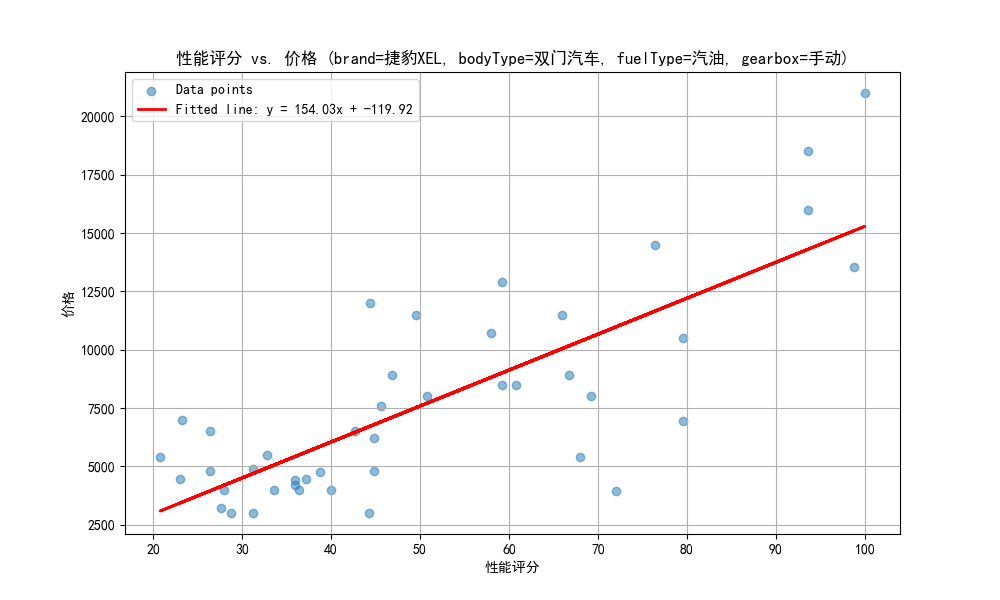 性能评分 vs. 价格 (brand=捷豹XEL, bodyType=双门汽车, fuelType=汽油, gearbox=手动)
Data points
Fitted line: y = 154.03x + -119.92
价格
20000
17500
15000
12500
10000
7500
5000
2500
20 30 40 50 60 70 80 90 100
性能评分